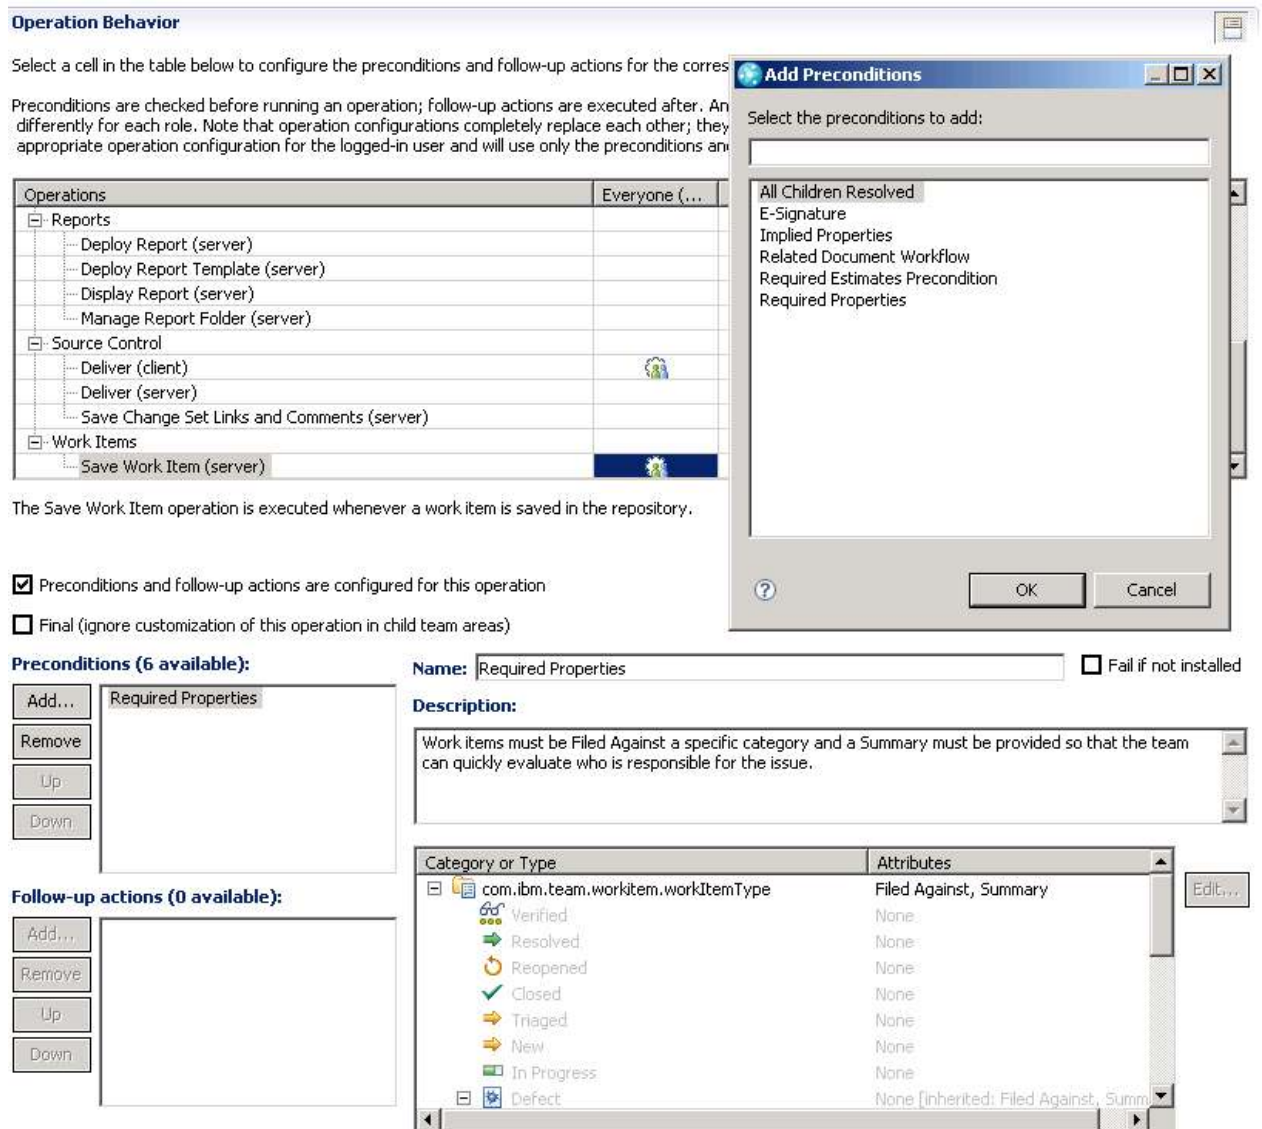 Operation Behavior
Select a cell in the table below to configure the preconditions and follow-up actions for the corres
Preconditions are checked before running an operation; follow-up actions are executed after. An
differently for each role. Note that operation configurations completely replace each other; they
appropriate operation configuration for the logged-in user and will use only the preconditions and
Operations Everyone (...
Reports
Deploy Report (server)
Deploy Report Template (server)
Display Report (server)
Manage Report Folder (server)
Source Control
Deliver (client)
Deliver (server)
Save Change Set Links and Comments (server)
Work Items
Save Work Item (server)
Add Preconditions
Select the preconditions to add:
All Children Resolved
E-Signature
Implied Properties
Related Document Workflow
Required Estimates Precondition
Required Properties
OK Cancel
The Save Work Item operation is executed whenever a work item is saved in the repository.
Preconditions and follow-up actions are configured for this operation
Final (ignore customization of this operation in child team areas)
Preconditions (6 available):
Add...
Remove
Up
Down
Required Properties
Name: Required Properties
Fail if not installed
Description:
Work items must be Filed Against a specific category and a Summary must be provided so that the team
can quickly evaluate who is responsible for the issue.
Follow-up actions (0 available):
Add...
Remove
Up
Down
Category or Type Attributes
com.ibm.team.workitem.workItemType Filed Against, Summary
Verified None
Resolved None
Reopened None
Closed None
Triaged None
New None
In Progress None
Defect None [inherited: Filed Against, Summ
Edit...